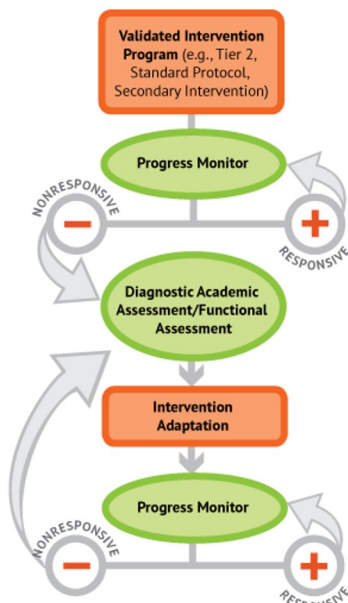 Validated Intervention
Program (e.g., Tier 2,
Standard Protocol,
Secondary Intervention)
Progress Monitor
NONRESPONSIVE
RESPONSIVE
Diagnostic Academic
Assessment/Functional
Assessment
Intervention
Adaptation
Progress Monitor
NONRESPONSIVE
RESPONSIVE